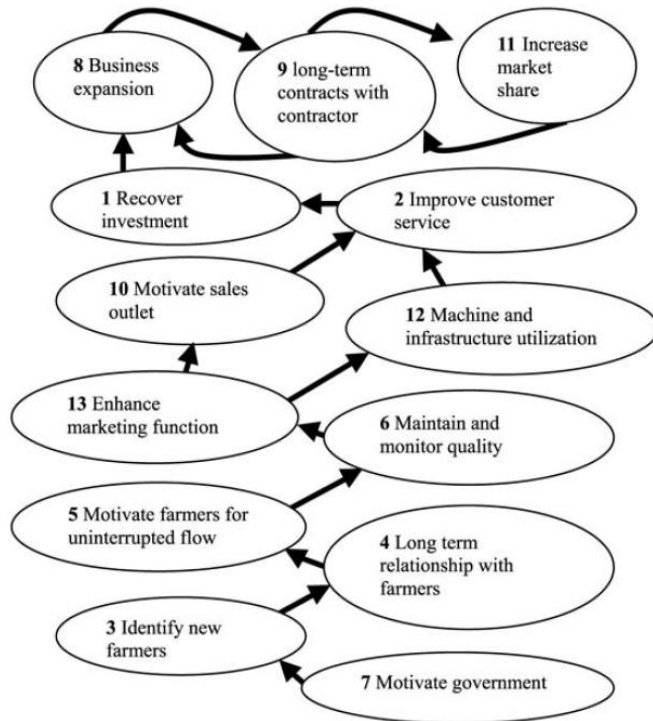 8 Business
expansion
9 long-term
contracts with
contractor
11 Increase
market
share
1 Recover
investment
2 Improve customer
service
10 Motivate sales
outlet
12 Machine and
infrastructure utilization
13 Enhance
marketing function
6 Maintain and
monitor quality
5 Motivate farmers for
uninterrupted flow
4 Long term
relationship with
farmers
3 Identify new
farmers
7 Motivate government